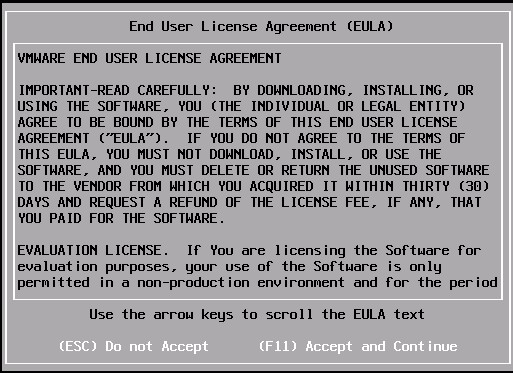 End User License Agreement (EULA)
VMWARE END USER LICENSE AGREEMENT
IMPORTANT-READ CAREFULLY:  BY DOWNLOADING, INSTALLING, OR
USING THE SOFTWARE, YOU (THE INDIVIDUAL OR LEGAL ENTITY)
AGREE TO BE BOUND BY THE TERMS OF THIS END USER LICENSE
AGREEMENT ("EULA").  IF YOU DO NOT AGREE TO THE TERMS OF
THIS EULA, YOU MUST NOT DOWNLOAD, INSTALL, OR USE THE
SOFTWARE, AND YOU MUST DELETE OR RETURN THE UNUSED SOFTWARE
TO THE VENDOR FROM WHICH YOU ACQUIRED IT WITHIN THIRTY (30)
DAYS AND REQUEST A REFUND OF THE LICENSE FEE, IF ANY, THAT
YOU PAID FOR THE SOFTWARE.
EVALUATION LICENSE.  If You are licensing the Software for
evaluation purposes, your use of the Software is only
permitted in a non-production environment and for the period
Use the arrow keys to scroll the EULA text
(ESC) Do not Accept      (F11) Accept and Continue